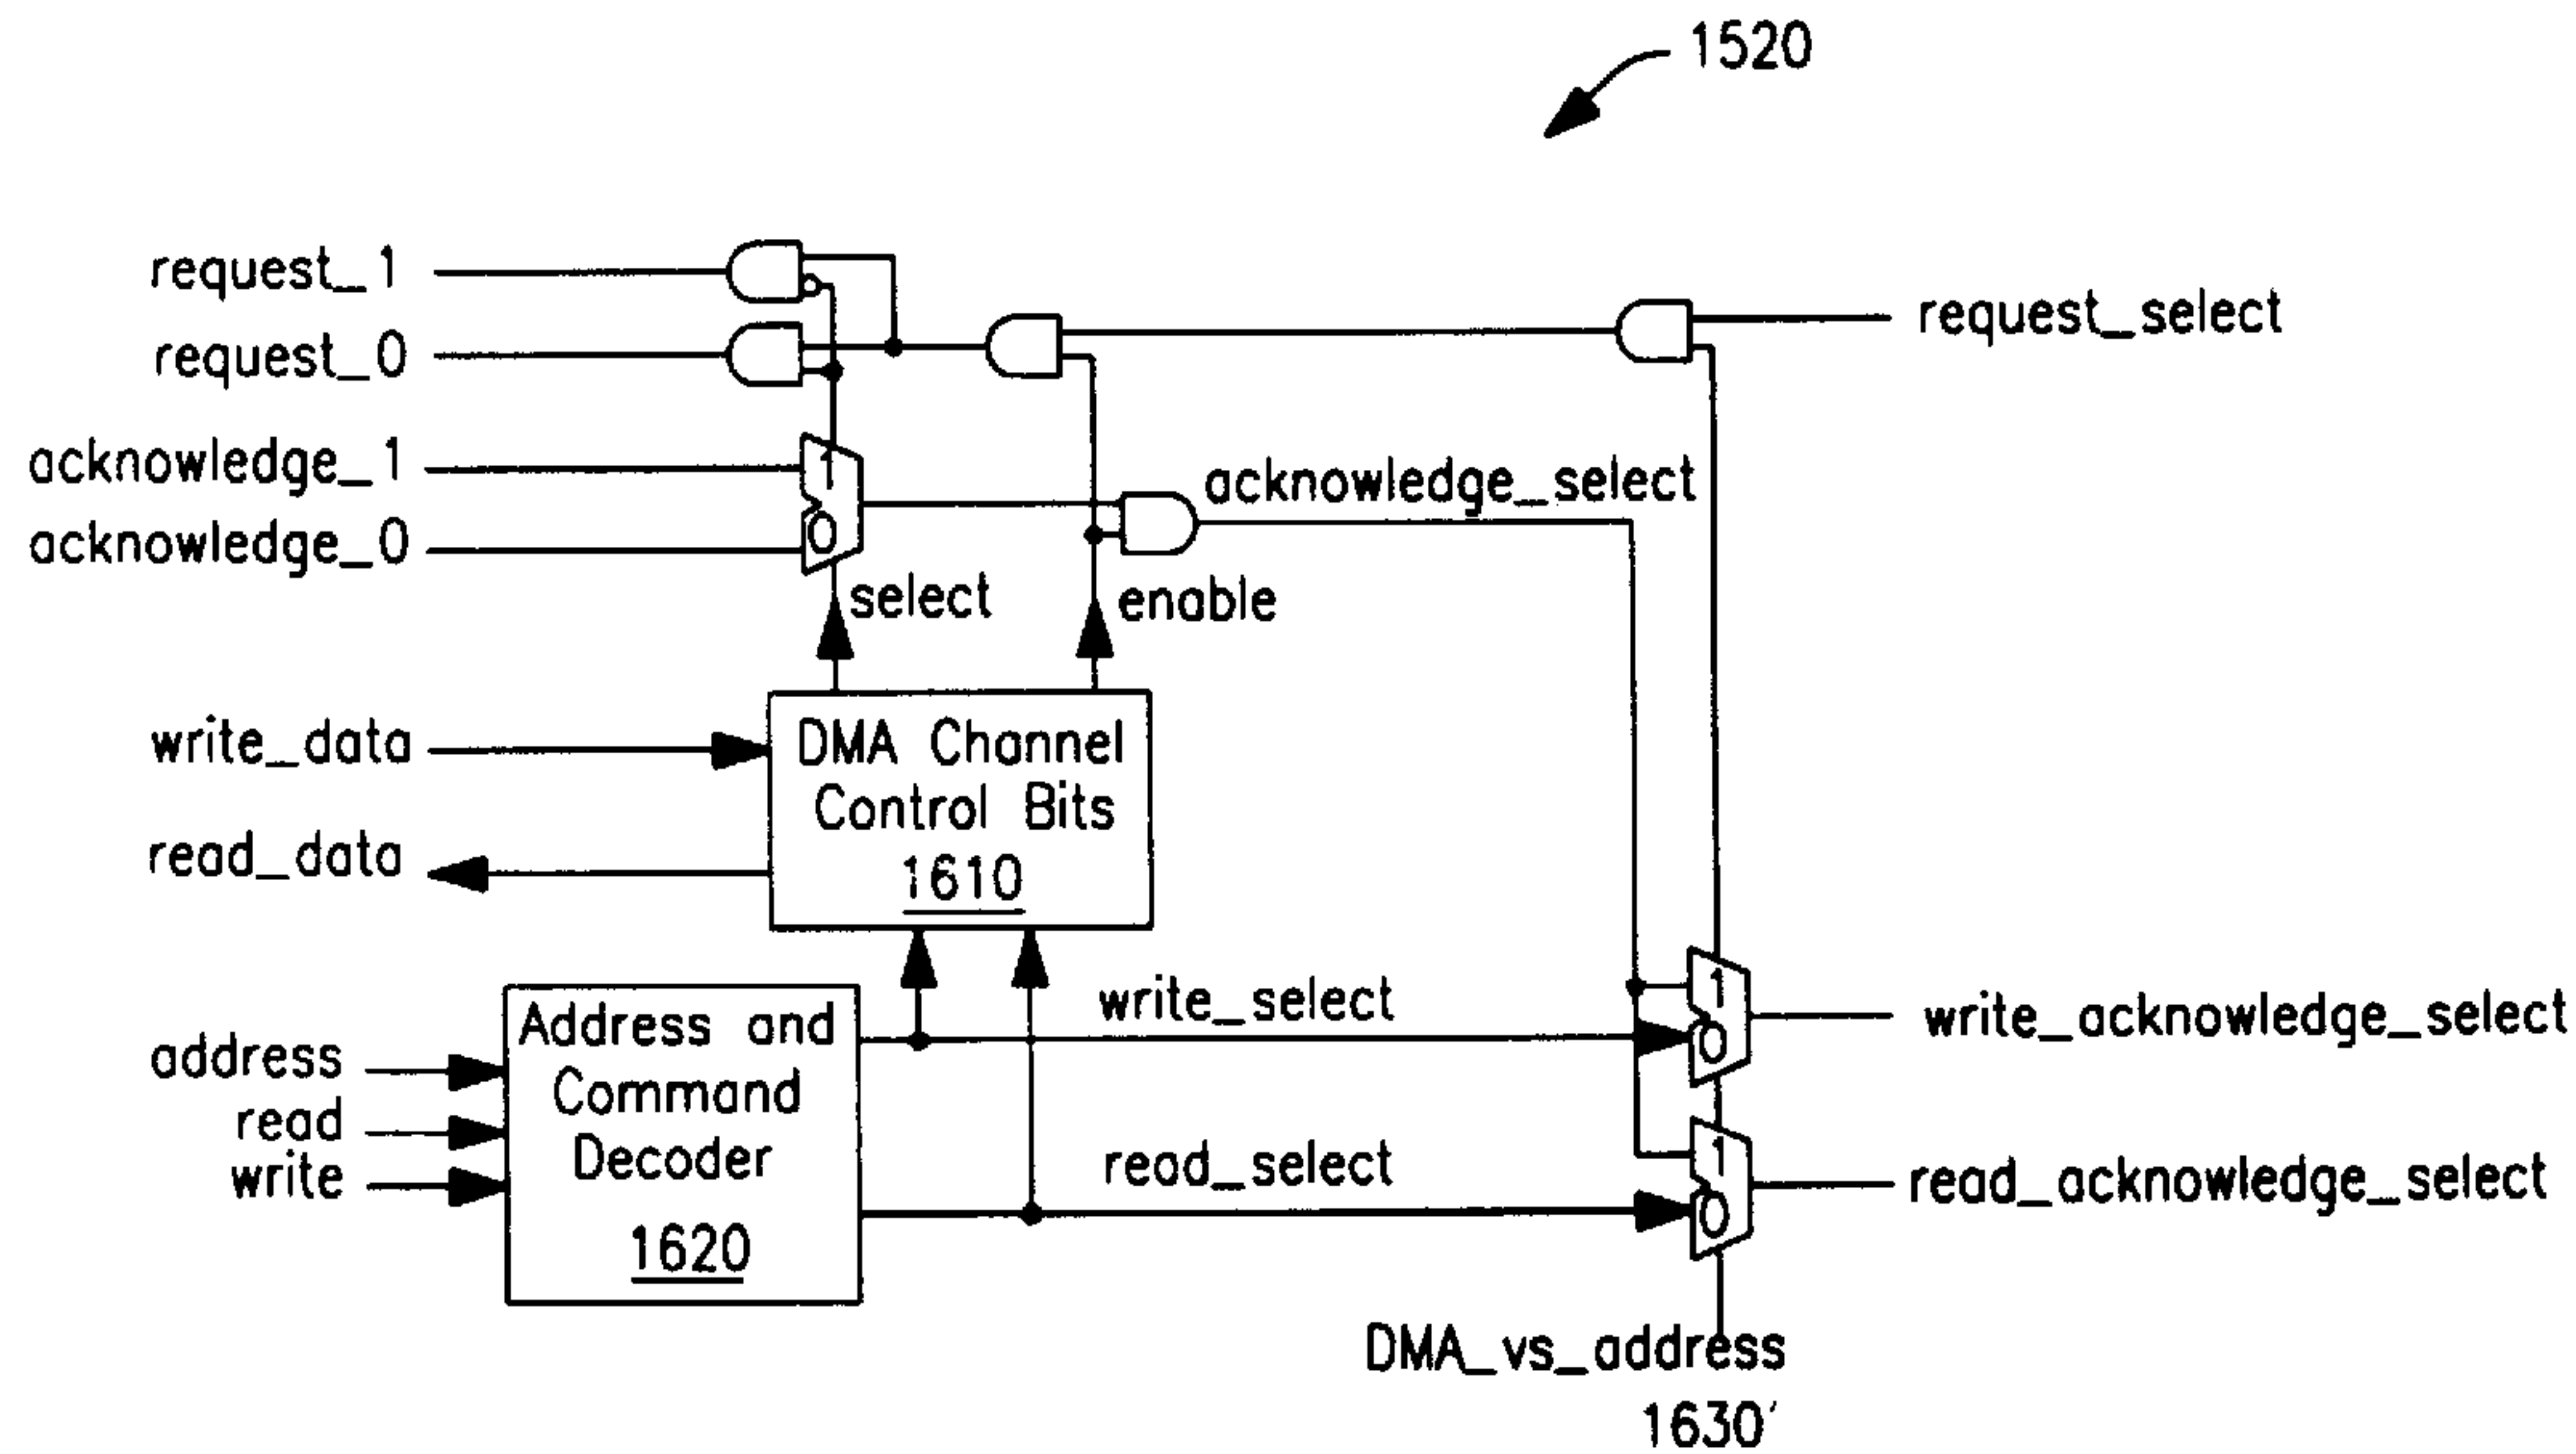 1520
request_1
request_select
request_0
acknowledge_1
1
acknowledge_select
acknowledge_0
0
select
enable
write_data
DMA Channel
Control Bits
1610
read_data
write_select
1
write_acknowledge_select
0
Address and
Command
Decoder
1620
address
read
write
read_select
1
read_acknowledge_select
0
DMA_vs_address
1630'